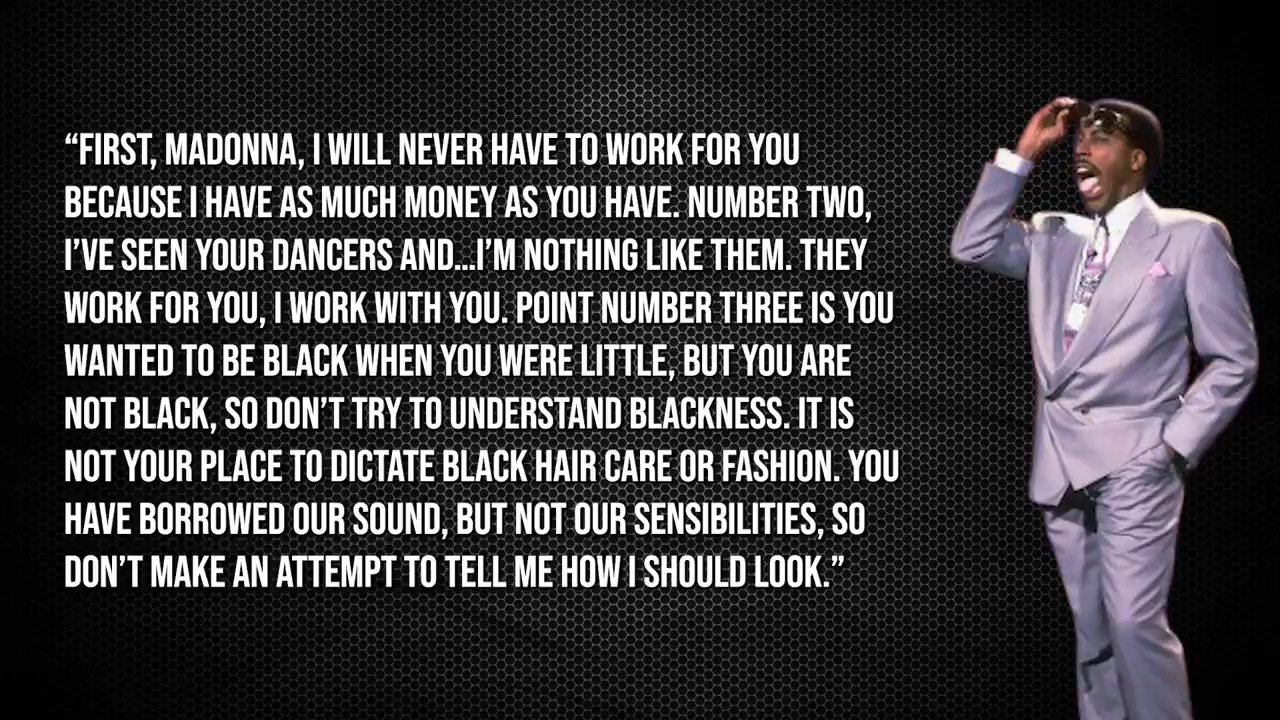 “FIRST, MADONNA, I WILL NEVER HAVE TO WORK FOR YOU
BECAUSE I HAVE AS MUCH MONEY AS YOU HAVE. NUMBER TWO,
I’VE SEEN YOUR DANCERS AND...I’M NOTHING LIKE THEM. THEY
WORK FOR YOU, I WORK WITH YOU. POINT NUMBER THREE IS YOU
WANTED TO BE BLACK WHEN YOU WERE LITTLE, BUT YOU ARE
NOT BLACK, SO DON’T TRY TO UNDERSTAND BLACKNESS. IT IS
NOT YOUR PLACE TO DICTATE BLACK HAIR CARE OR FASHION. YOU
HAVE BORROWED OUR SOUND, BUT NOT OUR SENSIBILITIES, SO
DON’T MAKE AN ATTEMPT TO TELL ME HOW I SHOULD LOOK.”